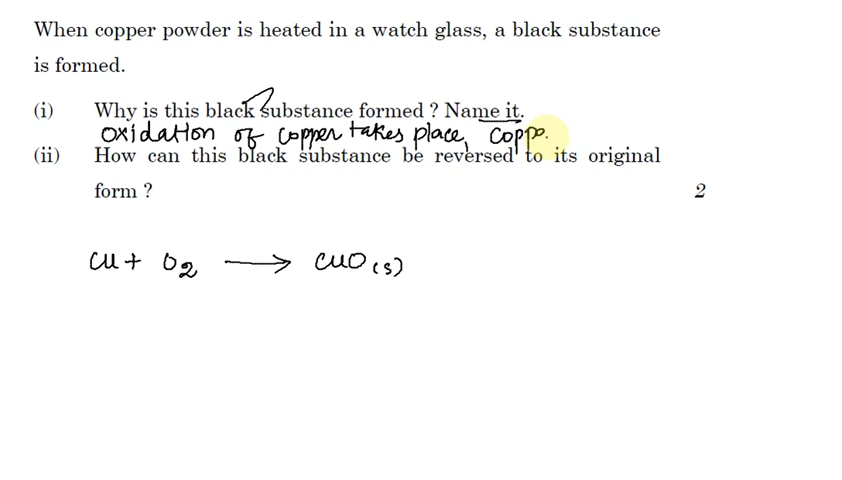 When copper powder is heated in a watch glass, a black substance
is formed.
(i) Why is this black substance formed ? Name it.
oxidation of copper takes place, Coppe
(ii) How can this black substance be reversed to its original
form ? 2
Cu + O2 → CuO(s)